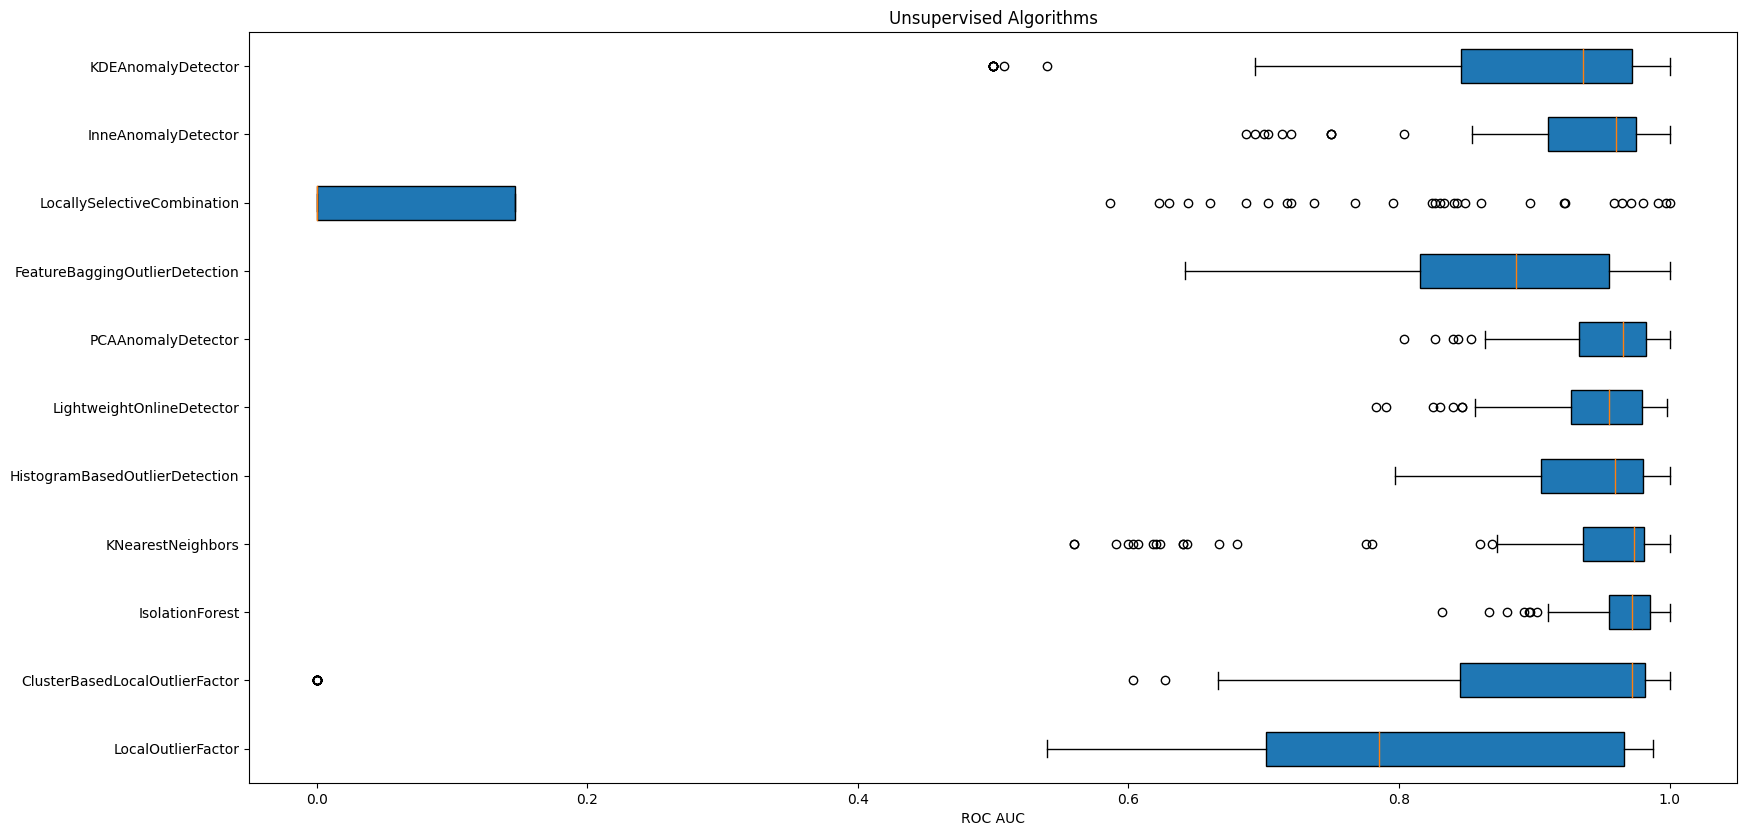 Unsupervised Algorithms
KDEAnomalyDetector
InneAnomalyDetector
LocallySelectiveCombination
FeatureBaggingOutlierDetection
PCAAnomalyDetector
LightweightOnlineDetector
HistogramBasedOutlierDetection
KNearestNeighbors
IsolationForest
ClusterBasedLocalOutlierFactor
LocalOutlierFactor
0.0 0.2 0.4 0.6 0.8 1.0
ROC AUC